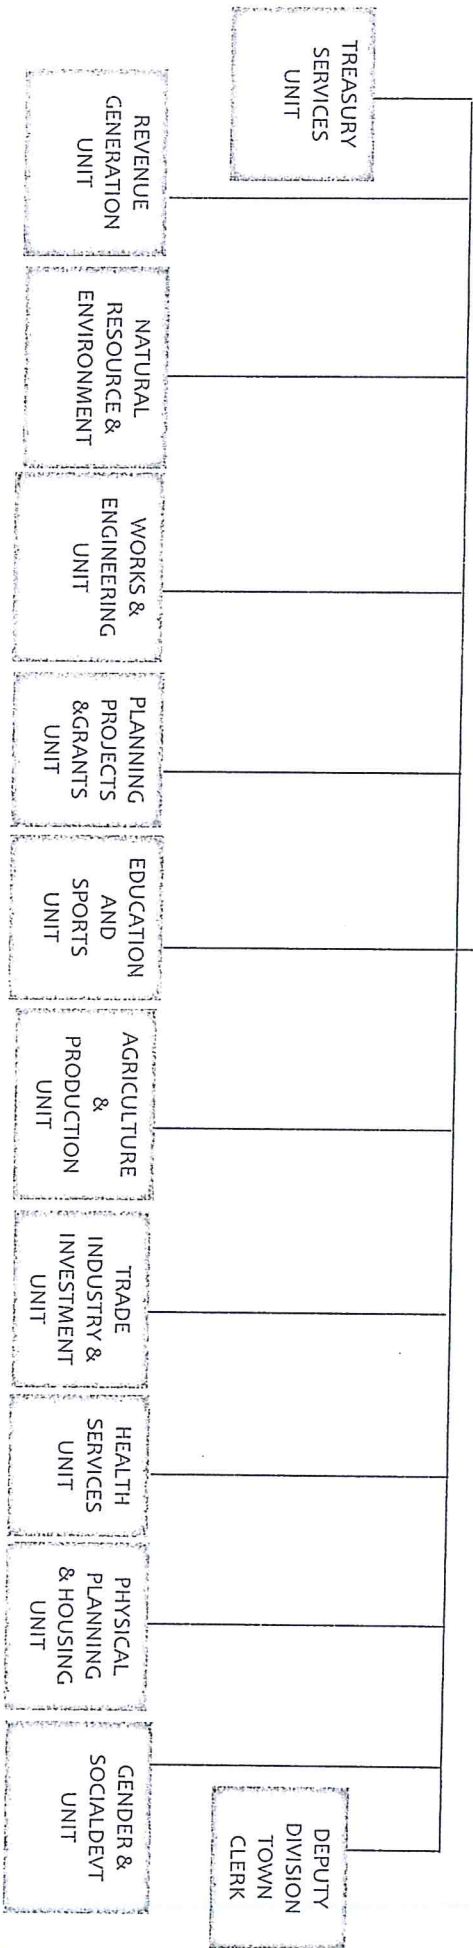 TREASURY
SERVICES
UNIT
REVENUE
GENERATION
UNIT
NATURAL
RESOURCE &
ENVIRONMENT
WORKS &
ENGINEERING
UNIT
PLANNING
PROJECTS
&GRANTS
UNIT
EDUCATION
AND
SPORTS
UNIT
AGRICULTURE
&
PRODUCTION
UNIT
TRADE
INDUSTRY &
INVESTMENT
UNIT
HEALTH
SERVICES
UNIT
PHYSICAL
PLANNING
& HOUSING
UNIT
GENDER &
SOCIALDEVT
UNIT
DEPUTY
DIVISION
TOWN
CLERK